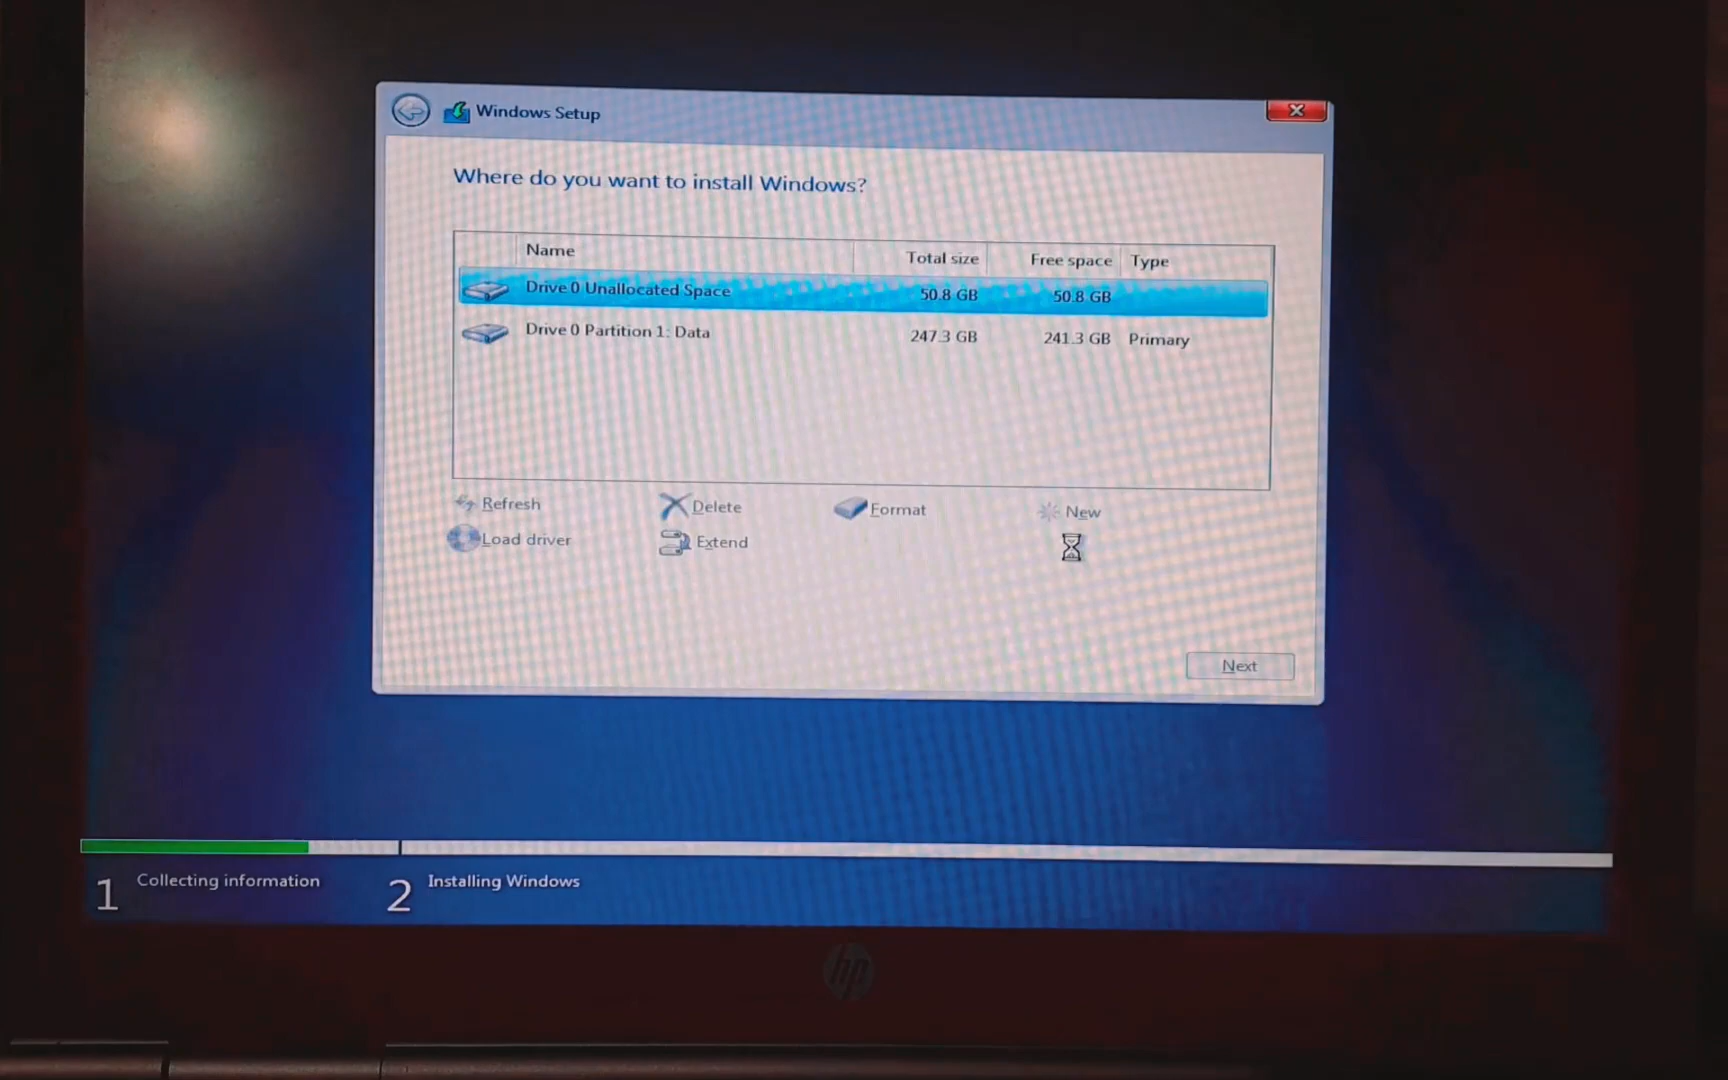 Windows Setup
Where do you want to install Windows?
Name Total size Free space Type
Drive 0 Unallocated Space 50.8 GB 50.8 GB
Drive 0 Partition 1: Data 247.3 GB 241.3 GB Primary
Refresh Delete Format New
Load driver Extend
Next
1 Collecting information 2 Installing Windows
hp